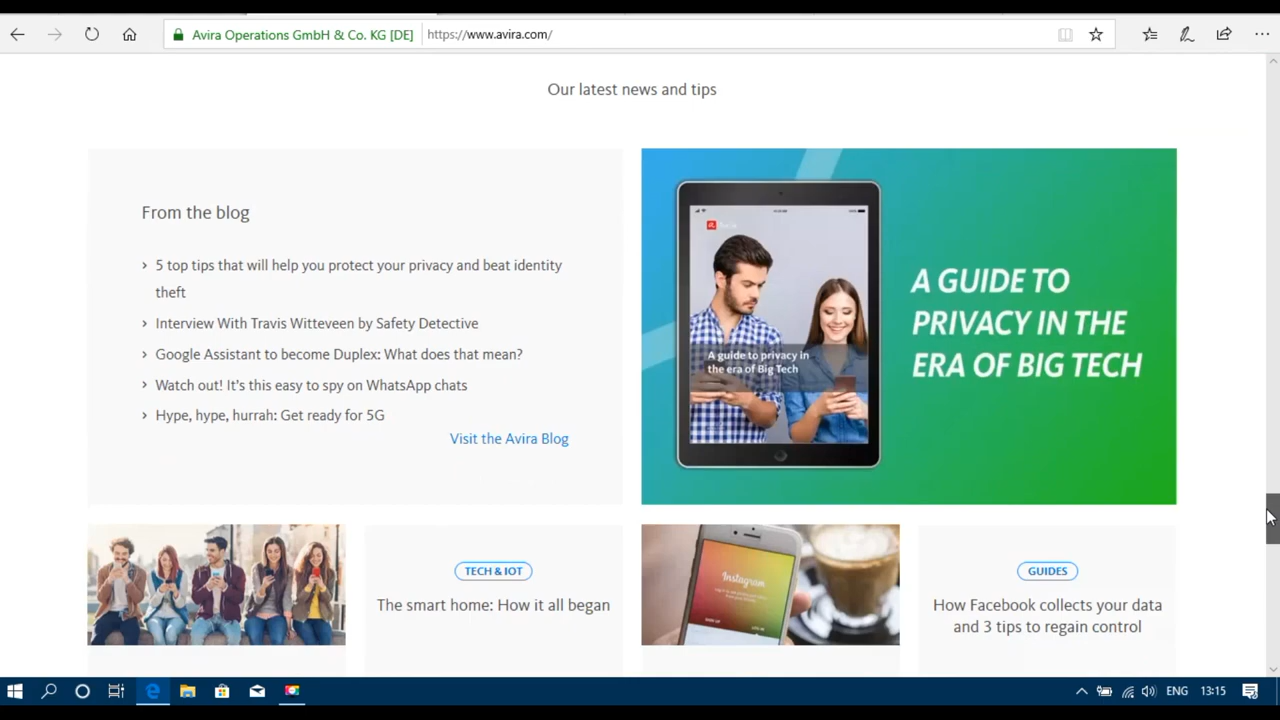 Avira Operations GmbH & Co. KG [DE]
https://www.avira.com/
Our latest news and tips
From the blog
› 5 top tips that will help you protect your privacy and beat identity
theft
› Interview With Travis Witteveen by Safety Detective
› Google Assistant to become Duplex: What does that mean?
› Watch out! It's this easy to spy on WhatsApp chats
› Hype, hype, hurrah: Get ready for 5G
Visit the Avira Blog
A guide to privacy in
the era of Big Tech
A GUIDE TO
PRIVACY IN THE
ERA OF BIG TECH
TECH & IOT
The smart home: How it all began
Instagram
GUIDES
How Facebook collects your data
and 3 tips to regain control
ENG
13:15